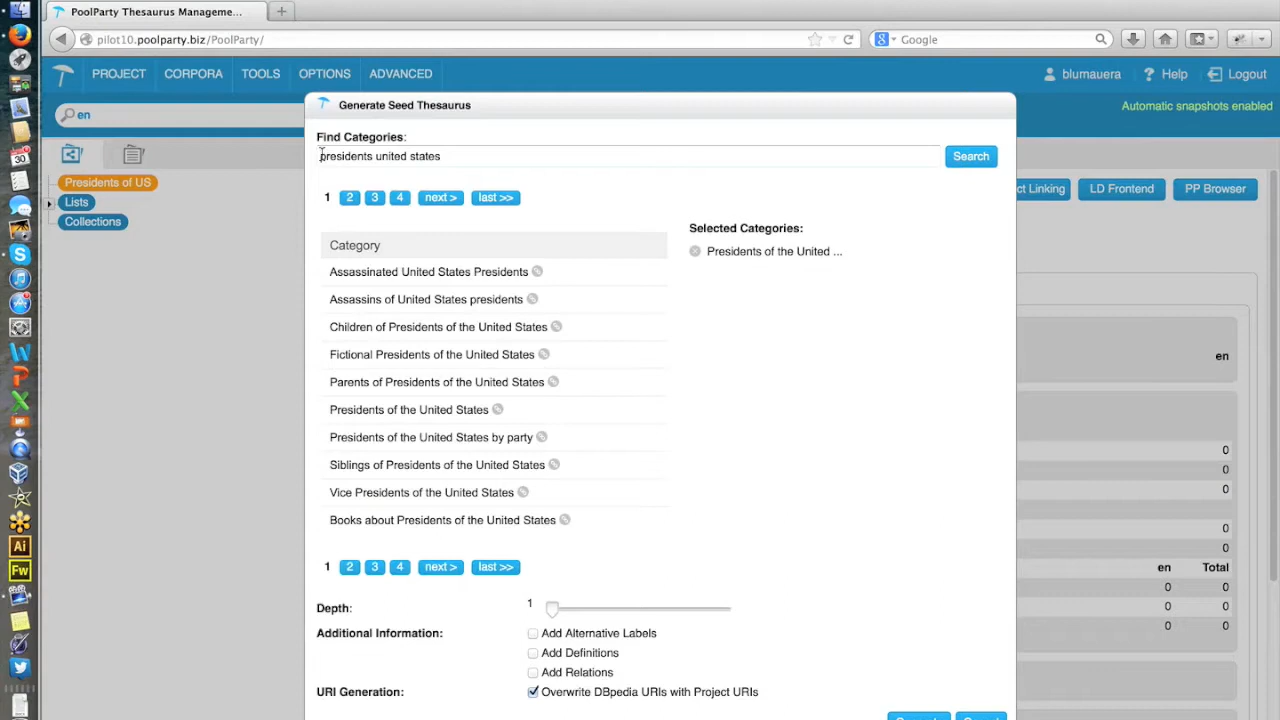 PoolParty Thesaurus Manageme...
pilot10.poolparty.biz/PoolParty/
Google
PROJECT CORPORA TOOLS OPTIONS ADVANCED
blumauera Help Logout
Automatic snapshots enabled
en
Generate Seed Thesaurus
Find Categories:
presidents united states
Search
Presidents of US
Lists
Collections
ct Linking LD Frontend PP Browser
1 2 3 4 next > last >>
Selected Categories:
Presidents of the United ...
Category
Assassinated United States Presidents
Assassins of United States presidents
Children of Presidents of the United States
Fictional Presidents of the United States
Parents of Presidents of the United States
Presidents of the United States
Presidents of the United States by party
Siblings of Presidents of the United States
Vice Presidents of the United States
Books about Presidents of the United States
1 2 3 4 next > last >>
en
0
0
0
0
0
en Total
0 0
0 0
0 0
Depth:
1
Additional Information:
Add Alternative Labels
Add Definitions
Add Relations
URI Generation:
Overwrite DBpedia URIs with Project URIs
30
Ai
Fw